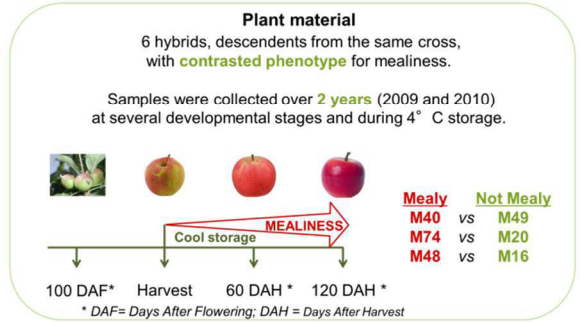 Plant material
6 hybrids, descendents from the same cross,
with contrasted phenotype for mealiness.
Samples were collected over 2 years (2009 and 2010)
at several developmental stages and during 4° C storage.
MEALINESS
Cool storage
100 DAF* Harvest 60 DAH * 120 DAH *
* DAF= Days After Flowering; DAH = Days After Harvest
Mealy Not Mealy
M40 vs M49
M74 vs M20
M48 vs M16